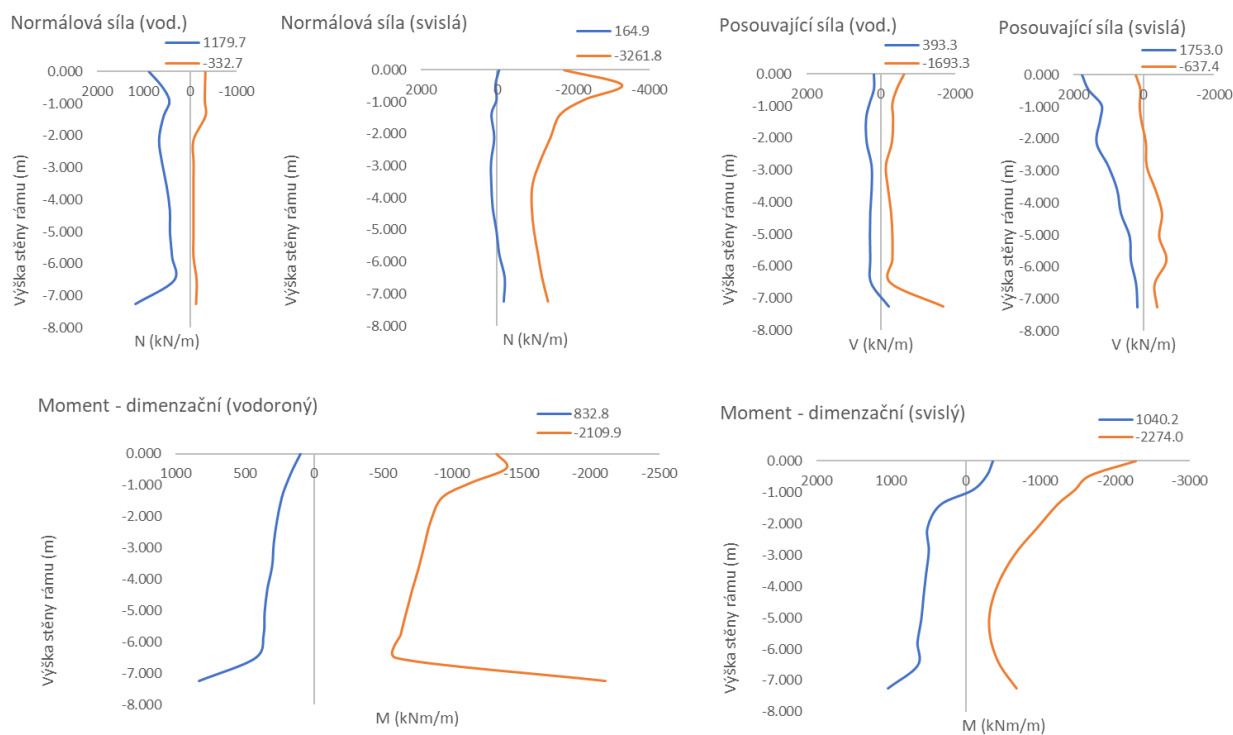 Normálová síla (vod.)
1179.7
-332.7
2000 1000 0 -1000
0.000
-1.000
-2.000
-3.000
-4.000
-5.000
-6.000
-7.000
-8.000
Výška stěny rámu (m)
N (kN/m)
Normálová síla (svislá)
164.9
-3261.8
2000 0 -2000 -4000
0.000
-1.000
-2.000
-3.000
-4.000
-5.000
-6.000
-7.000
-8.000
Výška stěny rámu (m)
N (kN/m)
Posouvající síla (vod.)
393.3
-1693.3
2000 0 -2000
0.000
-1.000
-2.000
-3.000
-4.000
-5.000
-6.000
-7.000
-8.000
Výška stěny rámu (m)
V (kN/m)
Posouvající síla (svislá)
1753.0
-637.4
2000 0 -2000
0.000
-1.000
-2.000
-3.000
-4.000
-5.000
-6.000
-7.000
-8.000
Výška stěny rámu (m)
V (kN/m)
Moment - dimenzační (vodoroný)
832.8
-2109.9
1000 500 0 -500 -1000 -1500 -2000 -2500
0.000
-1.000
-2.000
-3.000
-4.000
-5.000
-6.000
-7.000
-8.000
Výška stěny rámu (m)
M (kNm/m)
Moment - dimenzační (svislý)
1040.2
-2274.0
2000 1000 0 -1000 -2000 -3000
0.000
-1.000
-2.000
-3.000
-4.000
-5.000
-6.000
-7.000
-8.000
Výška stěny rámu (m)
M (kNm/m)